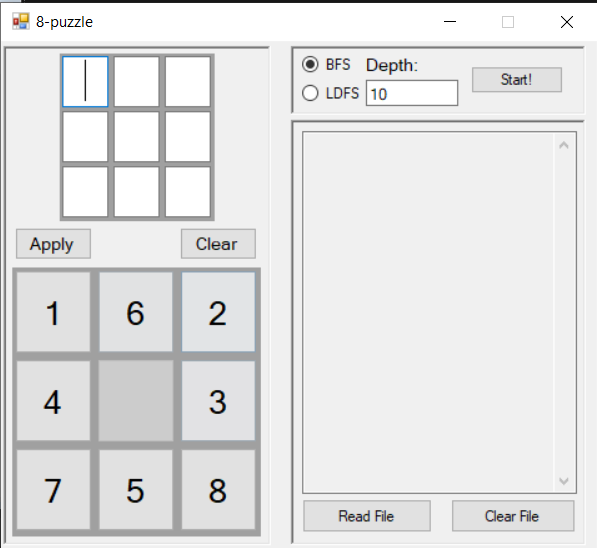 8-puzzle
BFS Depth:
LDFS 10
Start!
Apply Clear
1 6 2
4 3
7 5 8
Read File Clear File